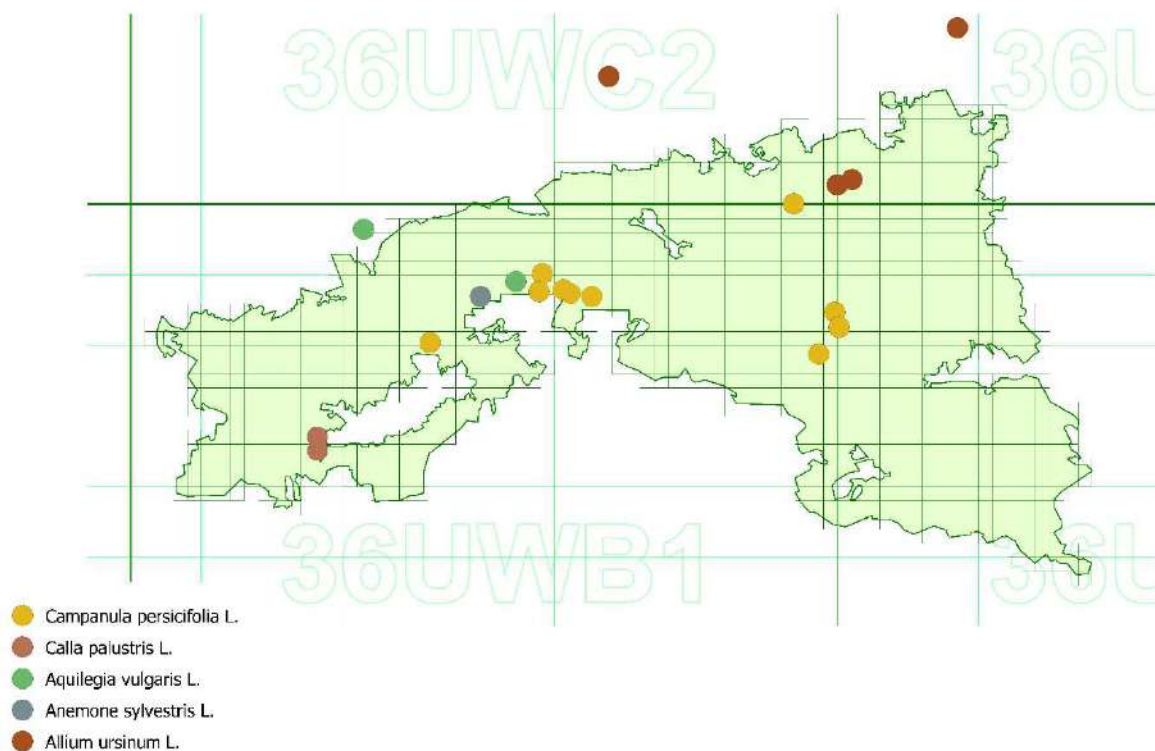 36UWC2
36U
36UWB1
36U
Campanula persicifolia L.
Calla palustris L.
Aquilegia vulgaris L.
Anemone sylvestris L.
Allium ursinum L.